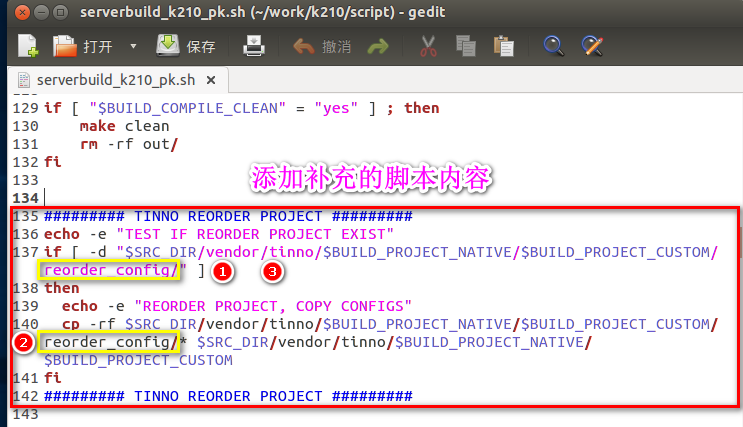 serverbuild_k210_pk.sh (~/work/k210/script) - gedit
打开 保存 撤消
serverbuild_k210_pk.sh ×
129 if [ "$BUILD_COMPILE_CLEAN" = "yes" ] ; then
130     make clean
131     rm -rf out/
132 fi
133
添加补充的脚本内容
134
135 ######### TINNO REORDER PROJECT #########
136 echo -e "TEST IF REORDER PROJECT EXIST"
137 if [ -d "$SRC_DIR/vendor/tinno/$BUILD_PROJECT_NATIVE/$BUILD_PROJECT_CUSTOM/
reorder_config/" ] 1 3
138 then
139   echo -e "REORDER PROJECT, COPY CONFIGS"
140   cp -rf $SRC_DIR/vendor/tinno/$BUILD_PROJECT_NATIVE/$BUILD_PROJECT_CUSTOM/
2 reorder_config/* $SRC_DIR/vendor/tinno/$BUILD_PROJECT_NATIVE/
$BUILD_PROJECT_CUSTOM
141 fi
142 ######### TINNO REORDER PROJECT #########
143